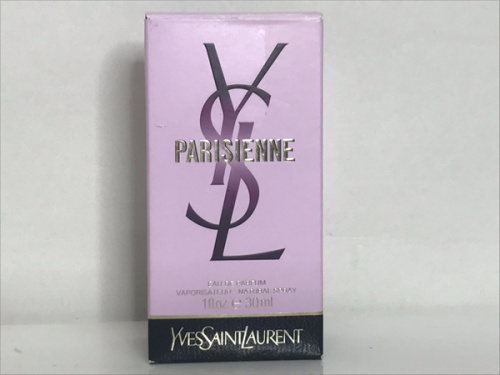 YSL
PARISIENNE
EAU DE PARFUM
VAPORISATEUR · NATURAL SPRAY
1 fl oz ℮ 30 ml
YVESSAINTLAURENT